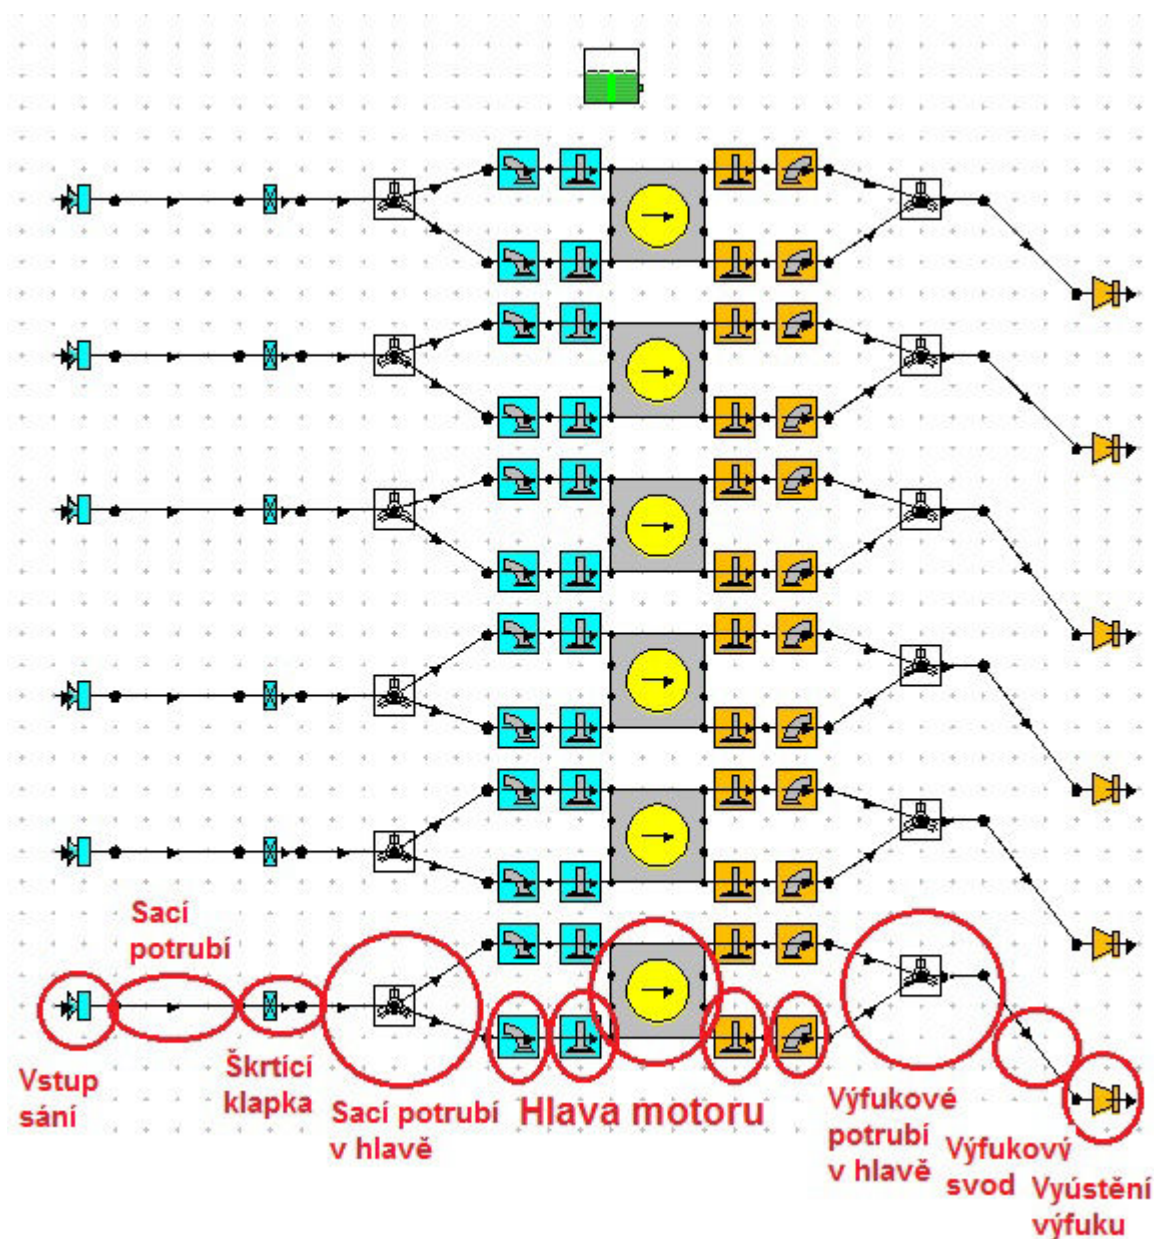 Sací
potrubí
Vstup
sání
Škrtící
klapka
Sací potrubí
v hlavě
Hlava motoru
Výfukové
potrubí
v hlavě
Výfukový
svod
Vyústění
výfuku